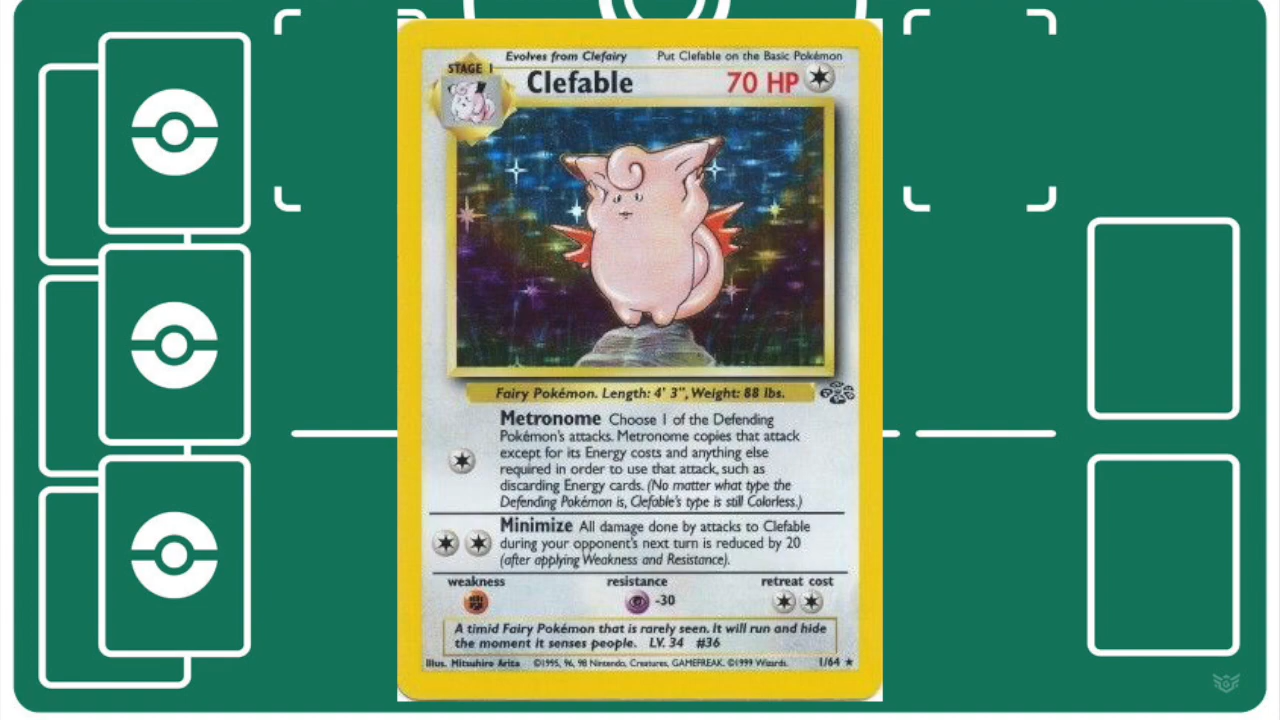 Evolves from Clefairy Put Clefable on the Basic Pokémon
STAGE 1
Clefable 70 HP
Fairy Pokémon. Length: 4' 3", Weight: 88 lbs.
Metronome Choose 1 of the Defending
Pokémon's attacks. Metronome copies that attack
except for its Energy costs and anything else
required in order to use that attack, such as
discarding Energy cards. (No matter what type the
Defending Pokémon is, Clefable's type is still Colorless.)
Minimize All damage done by attacks to Clefable
during your opponent's next turn is reduced by 20
(after applying Weakness and Resistance).
weakness resistance retreat cost
-30
A timid Fairy Pokémon that is rarely seen. It will run and hide
the moment it senses people. LV. 34 #36
Illus. Mitsuhiro Arita ©1995, 96, 98 Nintendo, Creatures, GAMEFREAK. ©1999 Wizards. 1/64 ★